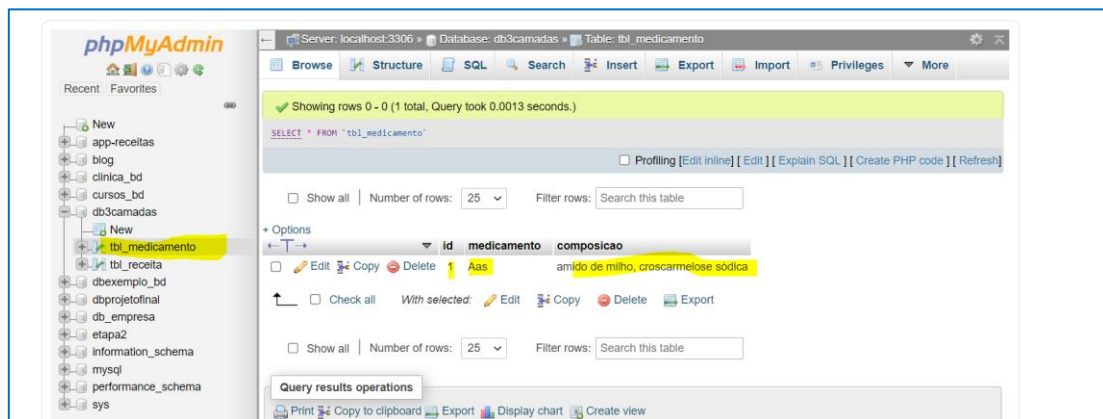 phpMyAdmin
Recent Favorites
New
app-receitas
blog
clinica_bd
cursos_bd
db3camadas
New
tbl_medicamento
tbl_receita
dbexemplo_bd
dbprojetofinal
db_empresa
etapa2
information_schema
mysql
performance_schema
sys
Server: localhost:3306 » Database: db3camadas » Table: tbl_medicamento
Browse Structure SQL Search Insert Export Import Privileges More
Showing rows 0 - 0 (1 total, Query took 0.0013 seconds.)
SELECT * FROM `tbl_medicamento`
Profiling [Edit inline] [ Edit ] [ Explain SQL ] [ Create PHP code ] [ Refresh]
Show all Number of rows: 25 Filter rows: Search this table
+ Options
←T→ id medicamento composicao
Edit Copy Delete 1 Aas amido de milho, croscarmelose sódica
Check all With selected: Edit Copy Delete Export
Show all Number of rows: 25 Filter rows: Search this table
Query results operations
Print Copy to clipboard Export Display chart Create view